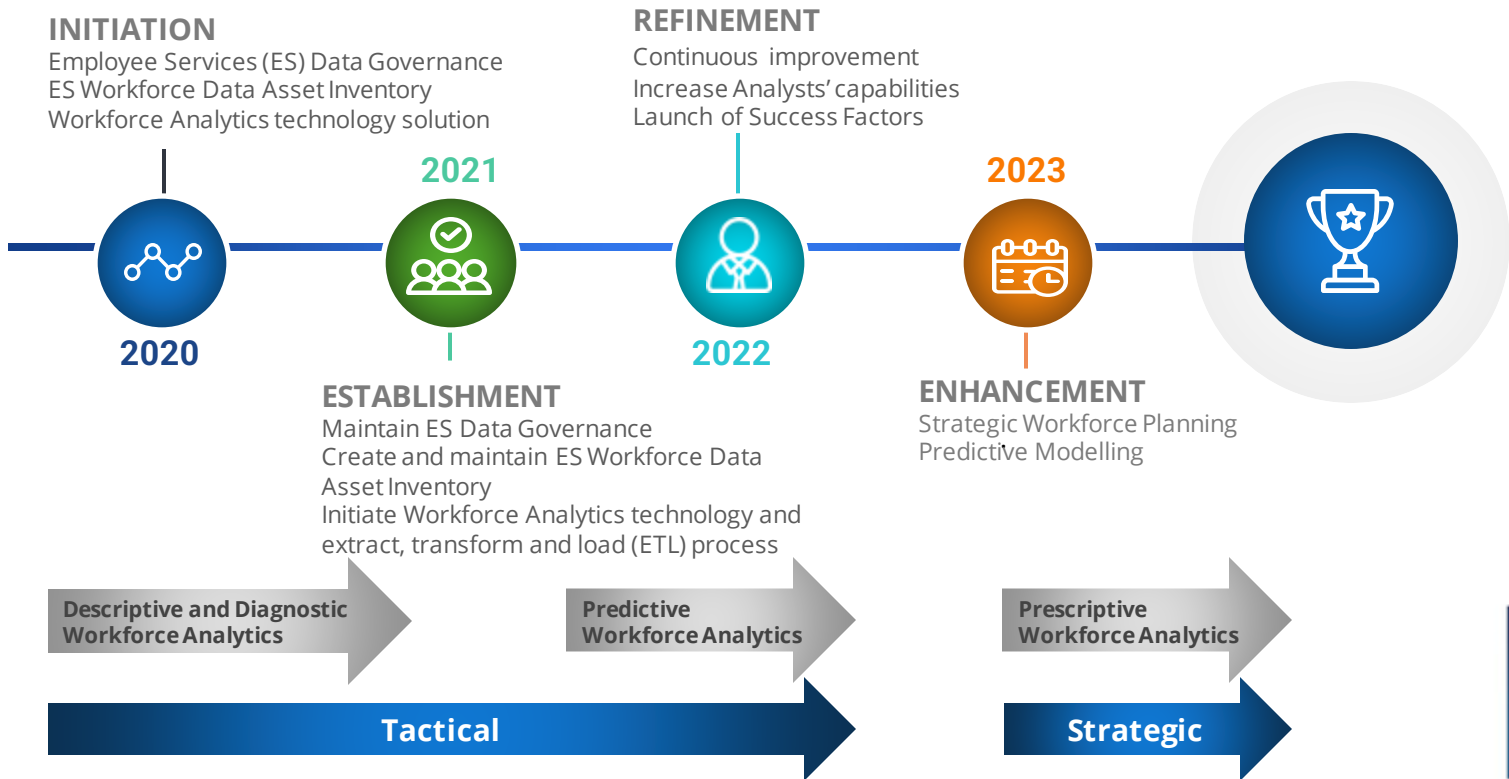 INITIATION
Employee Services (ES) Data Governance
ES Workforce Data Asset Inventory
Workforce Analytics technology solution
2020
2021
ESTABLISHMENT
Maintain ES Data Governance
Create and maintain ES Workforce Data
Asset Inventory
Initiate Workforce Analytics technology and
extract, transform and load (ETL) process
REFINEMENT
Continuous improvement
Increase Analysts’ capabilities
Launch of Success Factors
2022
2023
ENHANCEMENT
Strategic Workforce Planning
Predictive Modelling
Descriptive and Diagnostic
Workforce Analytics
Predictive
Workforce Analytics
Prescriptive
Workforce Analytics
Tactical
Strategic